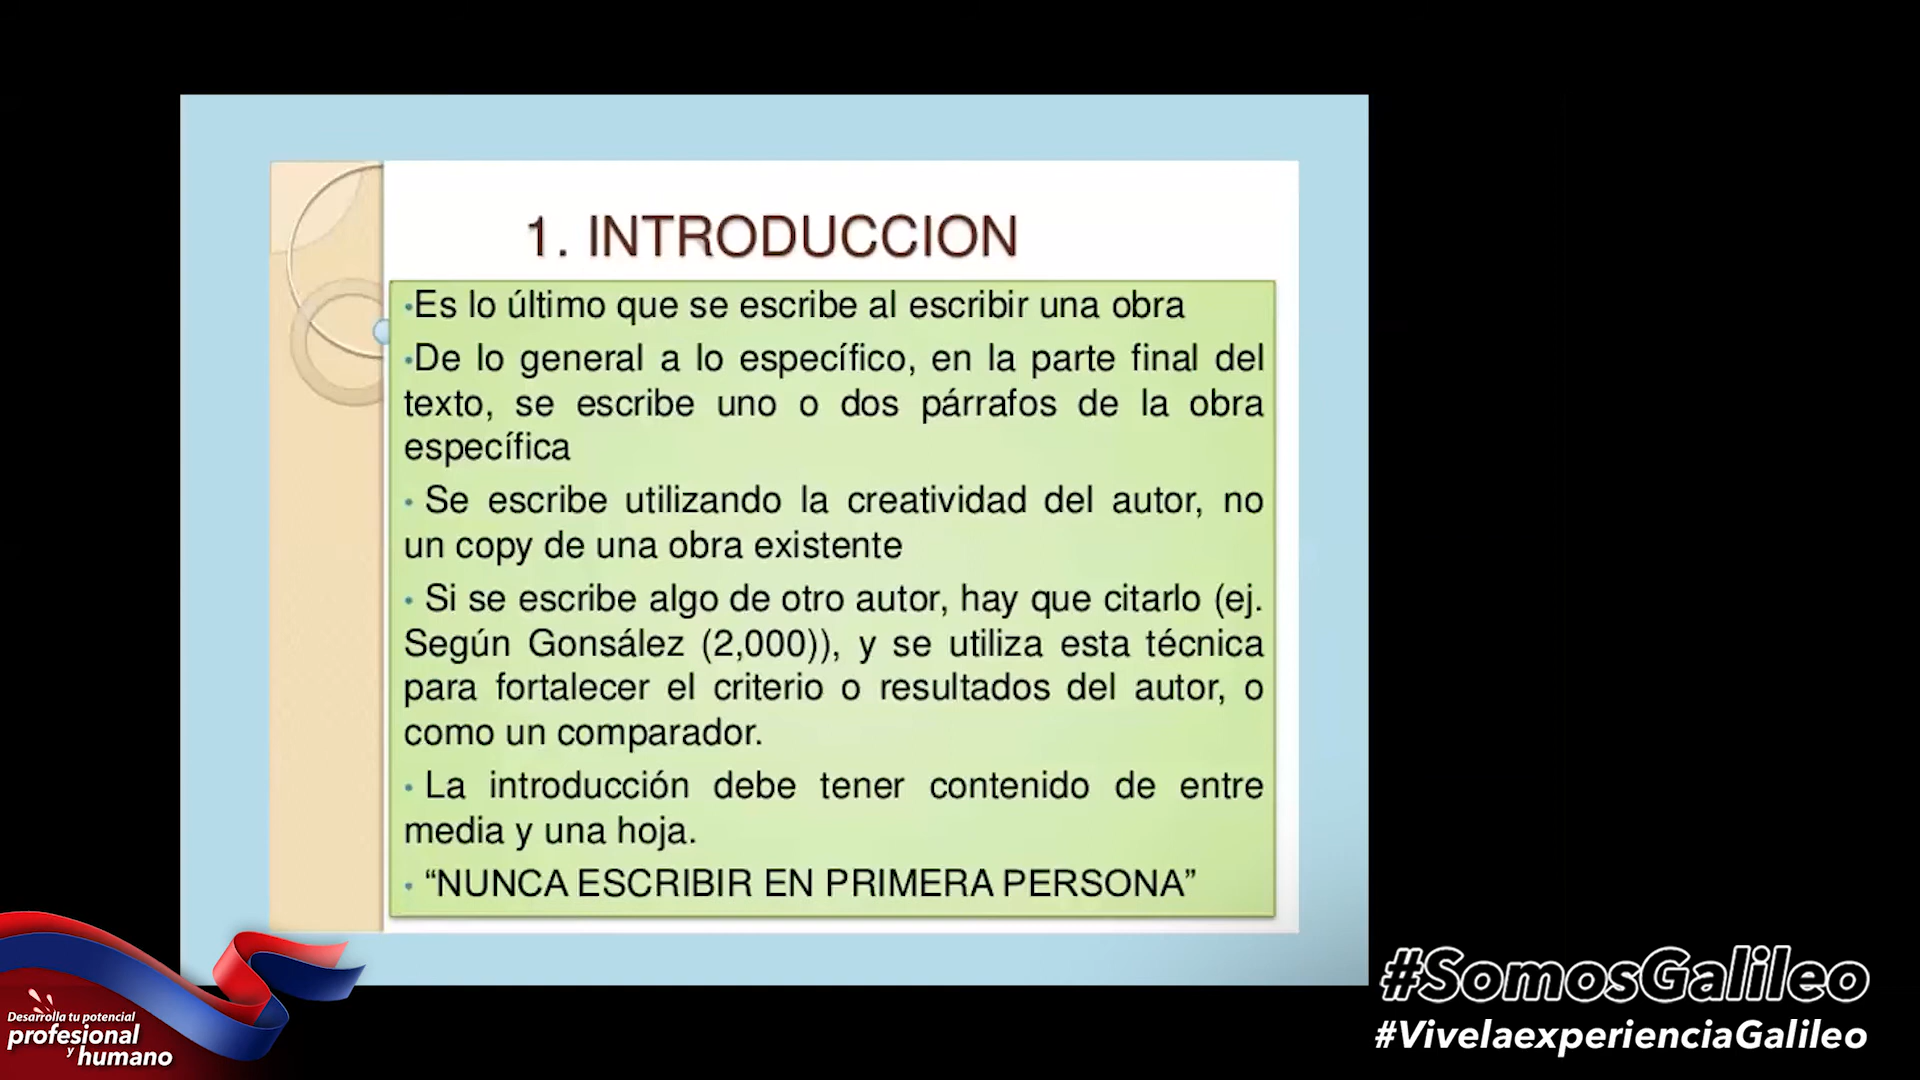 1. INTRODUCCION
•Es lo último que se escribe al escribir una obra
•De lo general a lo específico, en la parte final del
texto, se escribe uno o dos párrafos de la obra
específica
• Se escribe utilizando la creatividad del autor, no
un copy de una obra existente
• Si se escribe algo de otro autor, hay que citarlo (ej.
Según Gonsález (2,000)), y se utiliza esta técnica
para fortalecer el criterio o resultados del autor, o
como un comparador.
• La introducción debe tener contenido de entre
media y una hoja.
• “NUNCA ESCRIBIR EN PRIMERA PERSONA”
Desarrolla tu potencial
profesional
y humano
#SomosGalileo
#VivelaexperienciaGalileo